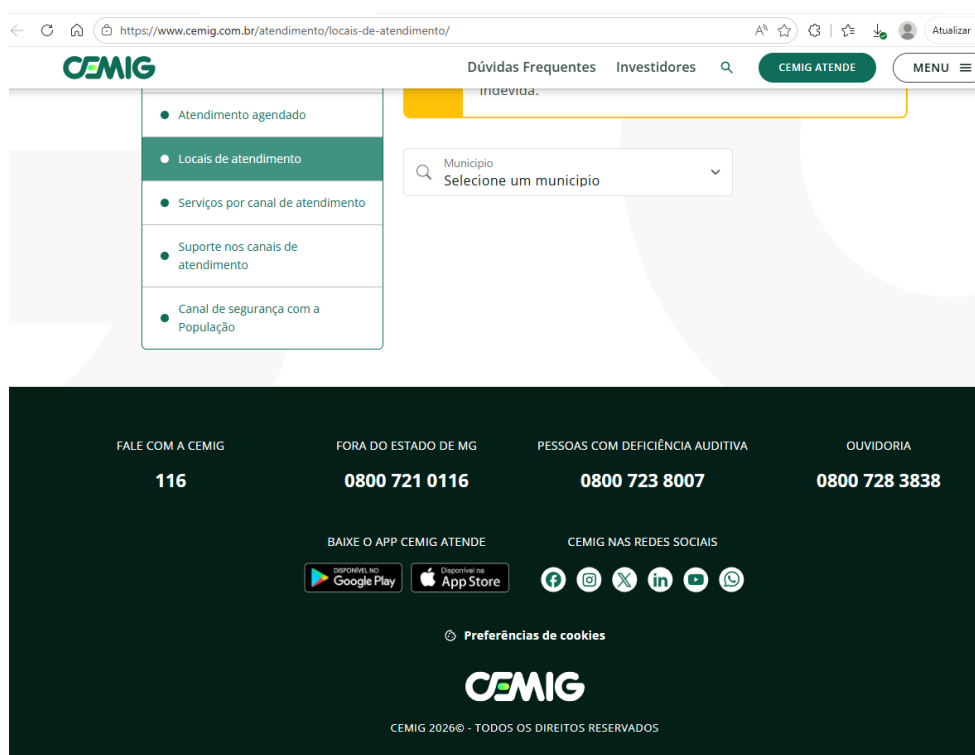 https://www.cemig.com.br/atendimento/locais-de-atendimento/
Atualizar
CEMIG
Dúvidas Frequentes
Investidores
CEMIG ATENDE
MENU
indevida.
Atendimento agendado
Locais de atendimento
Serviços por canal de atendimento
Suporte nos canais de
atendimento
Canal de segurança com a
População
Municipio
Selecione um municipio
FALE COM A CEMIG
116
FORA DO ESTADO DE MG
0800 721 0116
PESSOAS COM DEFICIÊNCIA AUDITIVA
0800 723 8007
OUVIDORIA
0800 728 3838
BAIXE O APP CEMIG ATENDE
DISPONÍVEL NO
Google Play
Disponível na
App Store
CEMIG NAS REDES SOCIAIS
Preferências de cookies
CEMIG
CEMIG 2026© - TODOS OS DIREITOS RESERVADOS